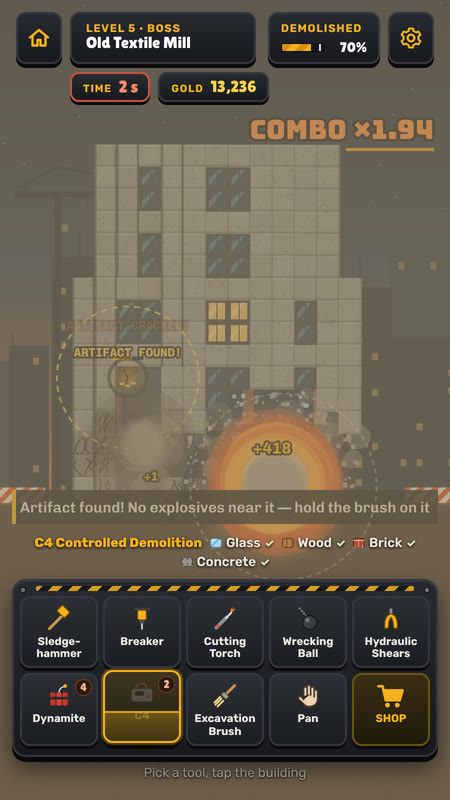 LEVEL 5 • BOSS
Old Textile Mill
DEMOLISHED
70%
TIME 2 s
GOLD 13,236
COMBO ×1.94
ARTIFACT CRACKED
ARTIFACT FOUND!
+418
+1
Artifact found! No explosives near it — hold the brush on it
C4 Controlled Demolition Glass ✓ Wood ✓ Brick ✓
Concrete ✓
Sledge-
hammer
Breaker
Cutting
Torch
Wrecking
Ball
Hydraulic
Shears
4
Dynamite
2
C4
Excavation
Brush
Pan
SHOP
Pick a tool, tap the building